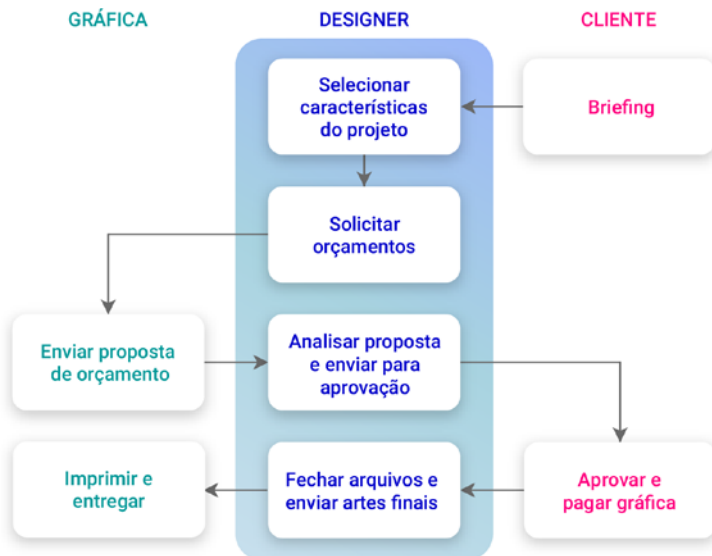 GRÁFICA
DESIGNER
CLIENTE
Selecionar
características
do projeto
Briefing
Solicitar
orçamentos
Enviar proposta
de orçamento
Analisar proposta
e enviar para
aprovação
Imprimir e
entregar
Fechar arquivos e
enviar artes finais
Aprovar e
pagar gráfica